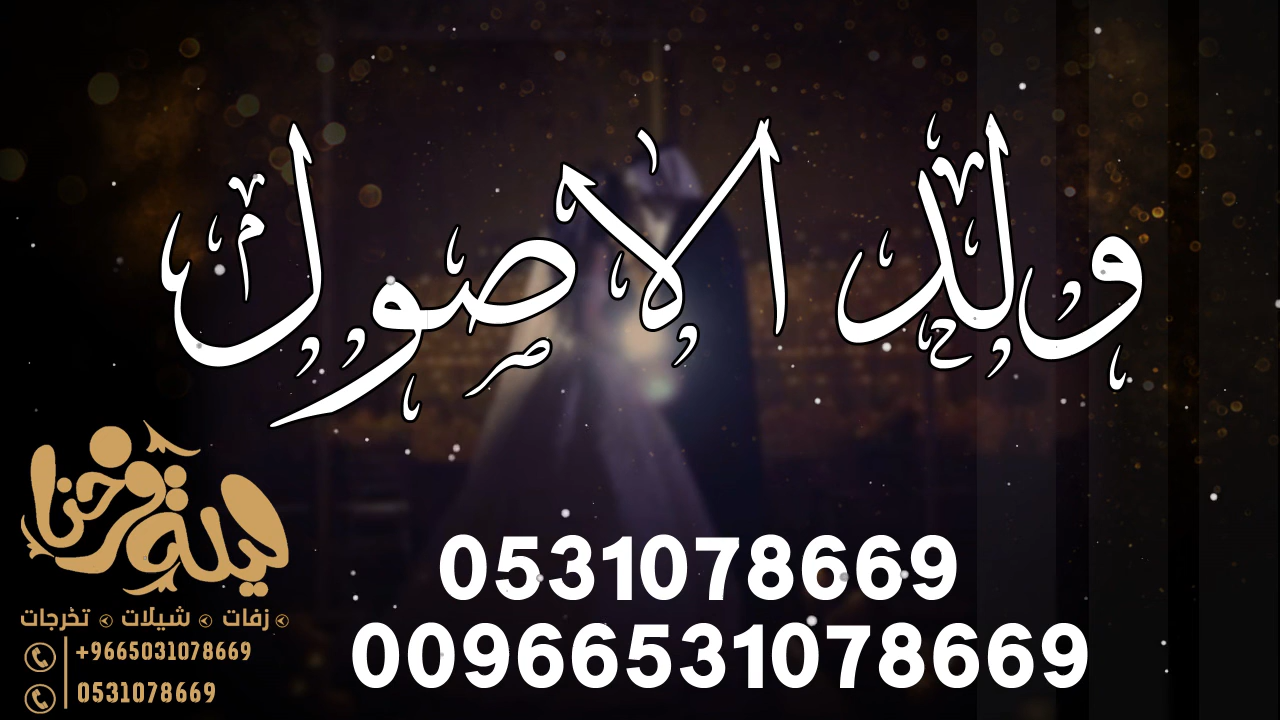 ولد الاصول
0531078669
00966531078669
ليلة فرحنا
زفات شيلات تخرجات
+9665031078669
0531078669